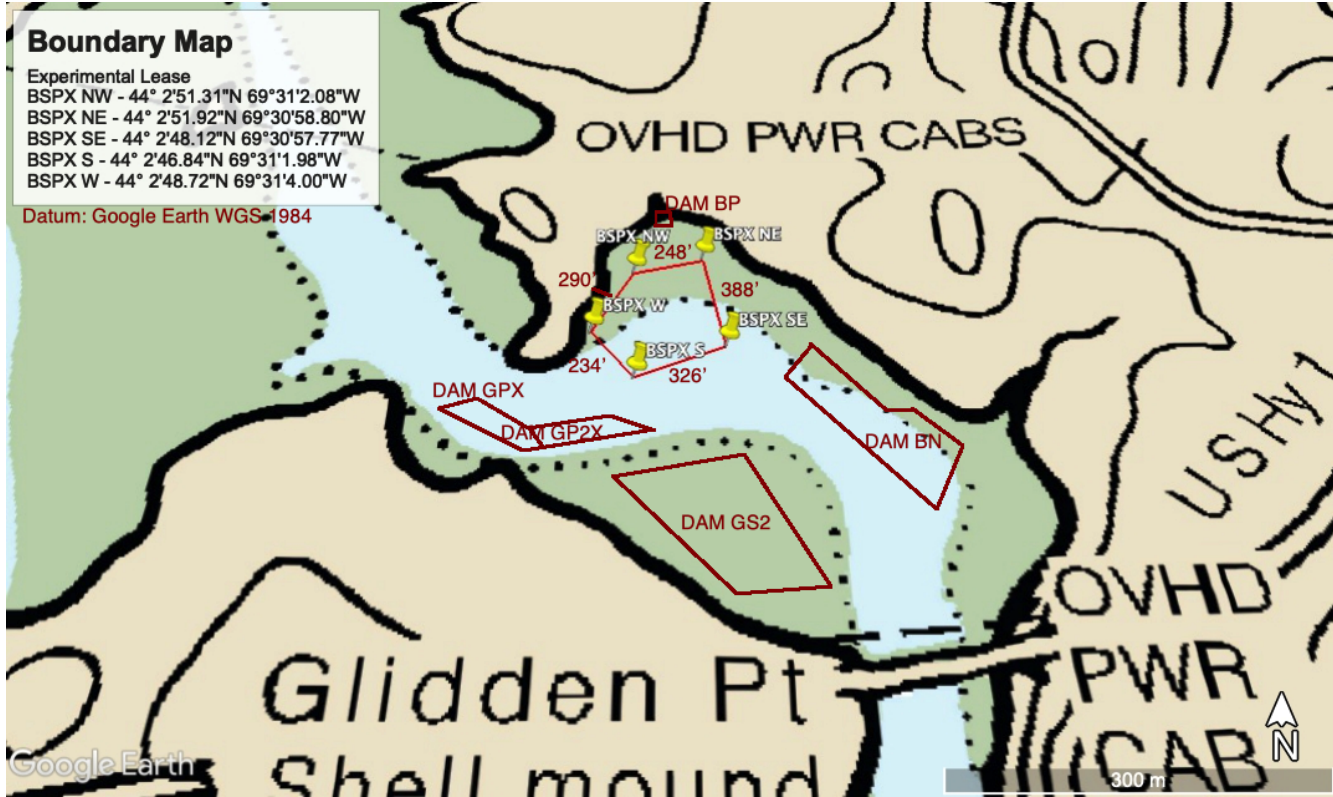 Boundary Map
Experimental Lease
BSPX NW - 44° 2'51.31"N 69°31'2.08"W
BSPX NE - 44° 2'51.92"N 69°30'58.80"W
BSPX SE - 44° 2'48.12"N 69°30'57.77"W
BSPX S - 44° 2'46.84"N 69°31'1.98"W
BSPX W - 44° 2'48.72"N 69°31'4.00"W
Datum: Google Earth WGS 1984
OVHD PWR CABS
DAM BP
BSPX NW
BSPX NE
248'
290'
388'
BSPX W
BSPX SE
BSPX S
234'
326'
DAM GPX
DAM GP2X
DAM BN
DAM GS2
US Hy 1
OVHD
PWR
CAB
Glidden Pt
Shell mound
Google Earth
N
300 m